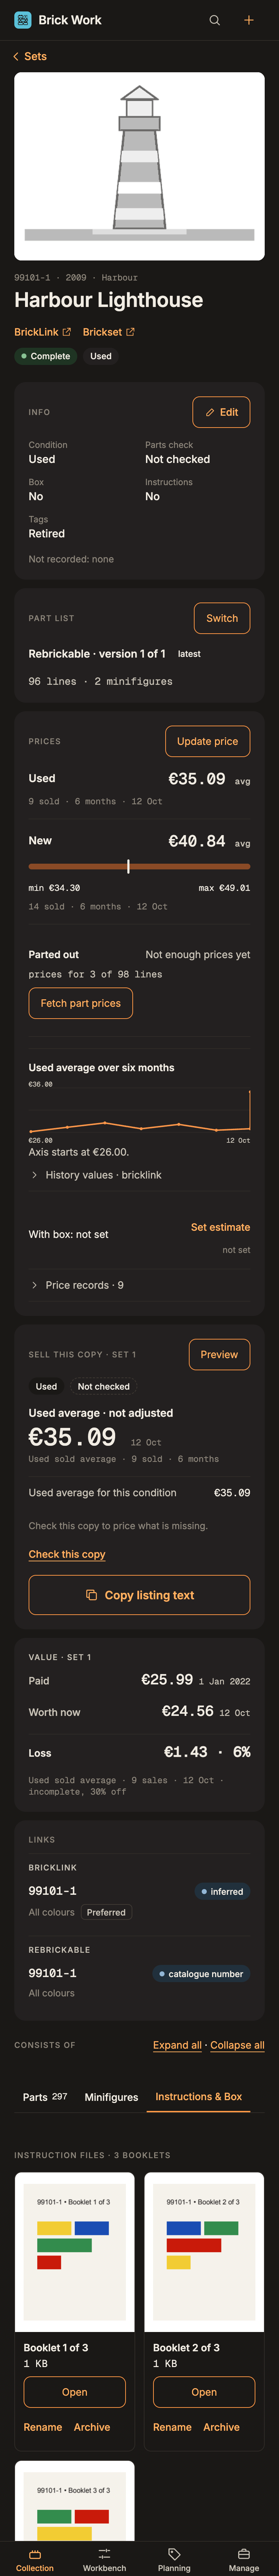 Brick Work
Sets
99101-1 · 2009 · Harbour
Harbour Lighthouse
BrickLink Brickset
Complete Used
INFO Edit
Condition Parts check
Used Not checked
Box Instructions
No No
Tags
Retired
Not recorded: none
PART LIST Switch
Rebrickable · version 1 of 1 latest
96 lines · 2 minifigures
PRICES Update price
Used €35.09 avg
9 sold · 6 months · 12 Oct
New €40.84 avg
min €34.30 max €49.01
14 sold · 6 months · 12 Oct
Parted out Not enough prices yet
prices for 3 of 98 lines
Fetch part prices
Used average over six months
€36.00
€26.00 12 Oct
Axis starts at €26.00.
History values · bricklink
With box: not set Set estimate
not set
Price records · 9
SELL THIS COPY · SET 1 Preview
Used Not checked
Used average · not adjusted
€35.09 12 Oct
Used sold average · 9 sold · 6 months
Used average for this condition €35.09
Check this copy to price what is missing.
Check this copy
Copy listing text
VALUE · SET 1
Paid €25.99 1 Jan 2022
Worth now €24.56 12 Oct
Loss €1.43 · 6%
Used sold average · 9 sales · 12 Oct ·
incomplete, 30% off
LINKS
BRICKLINK
99101-1 inferred
All colours Preferred
REBRICKABLE
99101-1 catalogue number
All colours
CONSISTS OF Expand all · Collapse all
Parts 297 Minifigures Instructions & Box
INSTRUCTION FILES · 3 BOOKLETS
99101-1 • Booklet 1 of 3
Booklet 1 of 3
1 KB
Open
Rename Archive
99101-1 • Booklet 2 of 3
Booklet 2 of 3
1 KB
Open
Rename Archive
99101-1 • Booklet 3 of 3
Collection Workbench Planning Manage